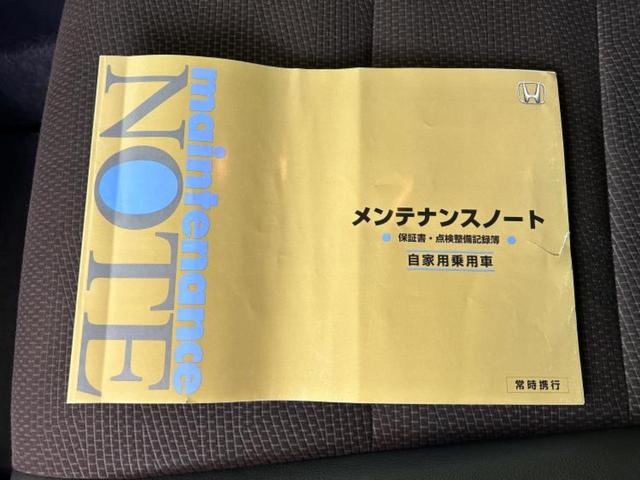 maintenance
NOTE
メンテナンスノート
保証書・点検整備記録簿
自家用乗用車
常時携行